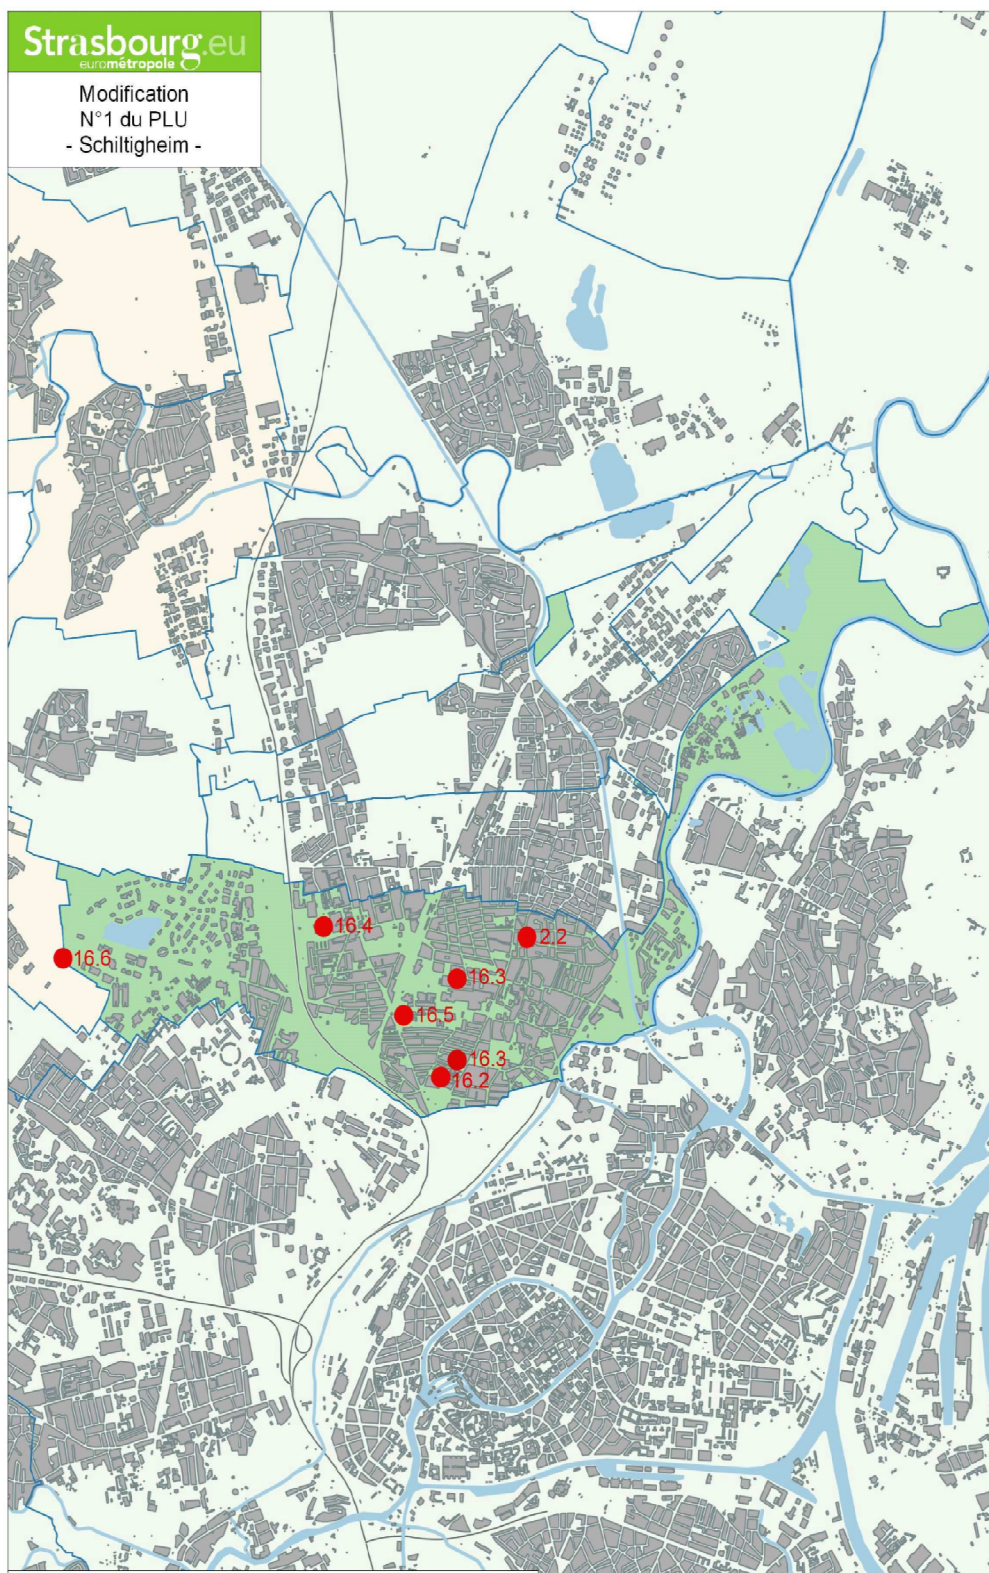 Strasbourg.eu
eurométropole
Modification
N°1 du PLU
- Schiltigheim -
16.4
2.2
16.6
16.3
16.5
16.3
16.2